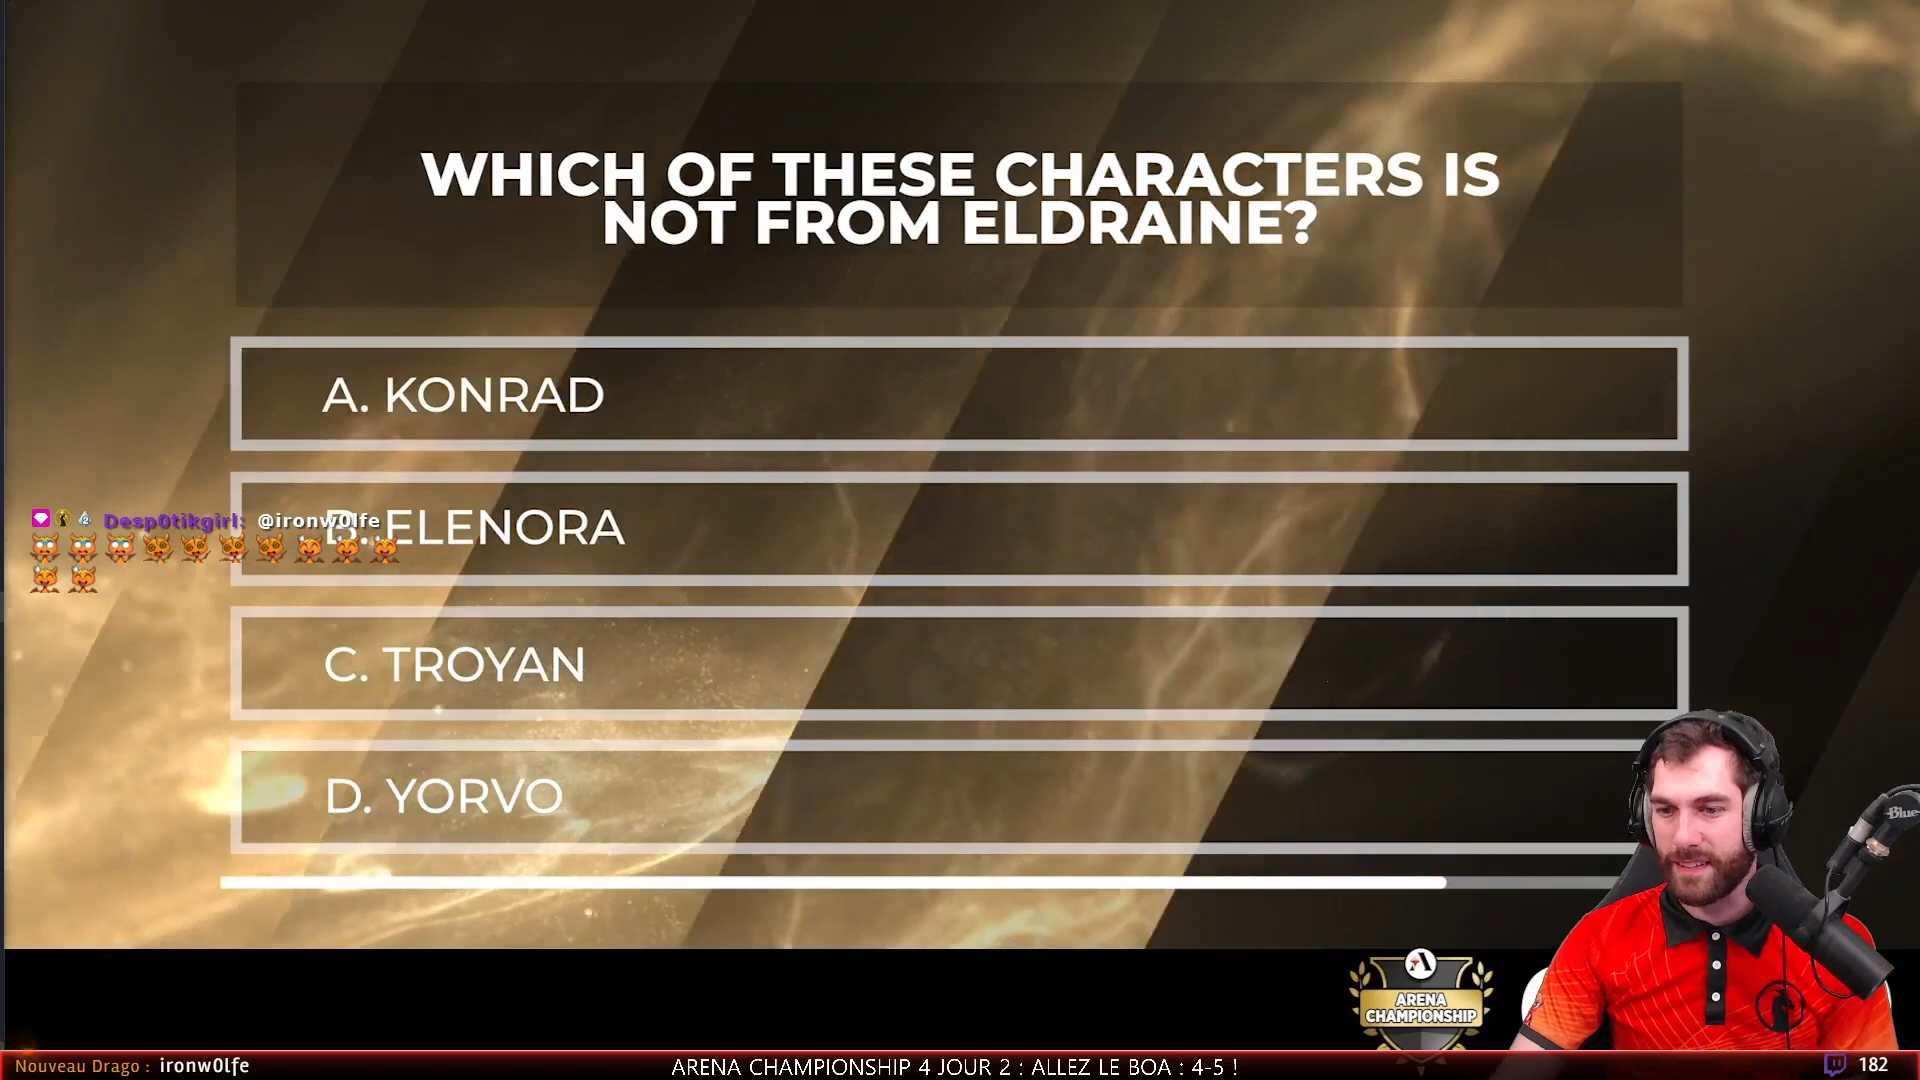 WHICH OF THESE CHARACTERS IS
NOT FROM ELDRAINE?
A. KONRAD
Desp0tikgirl: @ironw0lfe
B. ELENORA
C. TROYAN
D. YORVO
Blue
ARENA
CHAMPIONSHIP
Nouveau Drago : ironw0lfe
ARENA CHAMPIONSHIP 4 JOUR 2 : ALLEZ LE BOA : 4-5 !
182